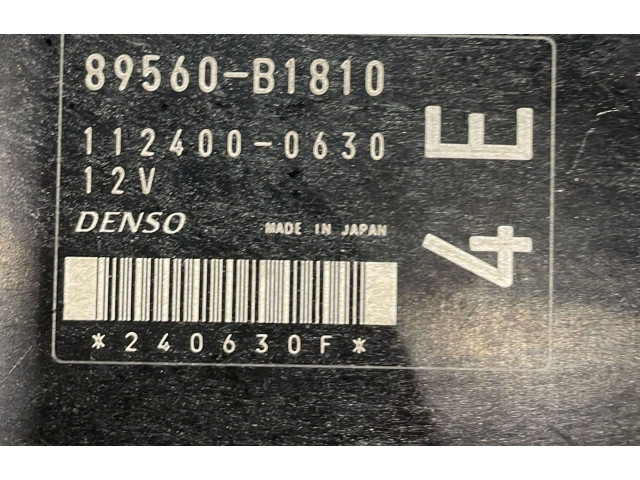 89560-B1810
112400-0630
12V
DENSO MADE IN JAPAN
*240630F*
4E